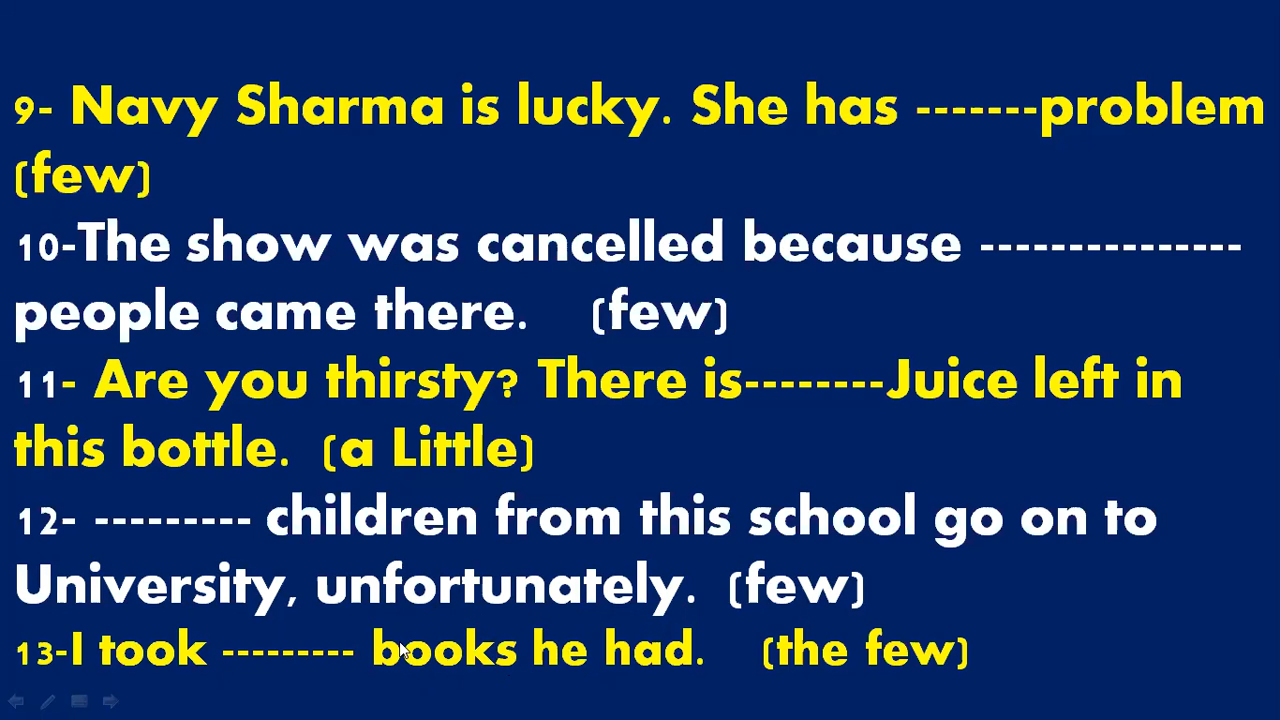 9- Navy Sharma is lucky. She has -------problem
(few)
10-The show was cancelled because ---------------
people came there. (few)
11- Are you thirsty? There is--------Juice left in
this bottle. (a Little)
12- --------- children from this school go on to
University, unfortunately. (few)
13-I took --------- books he had. (the few)